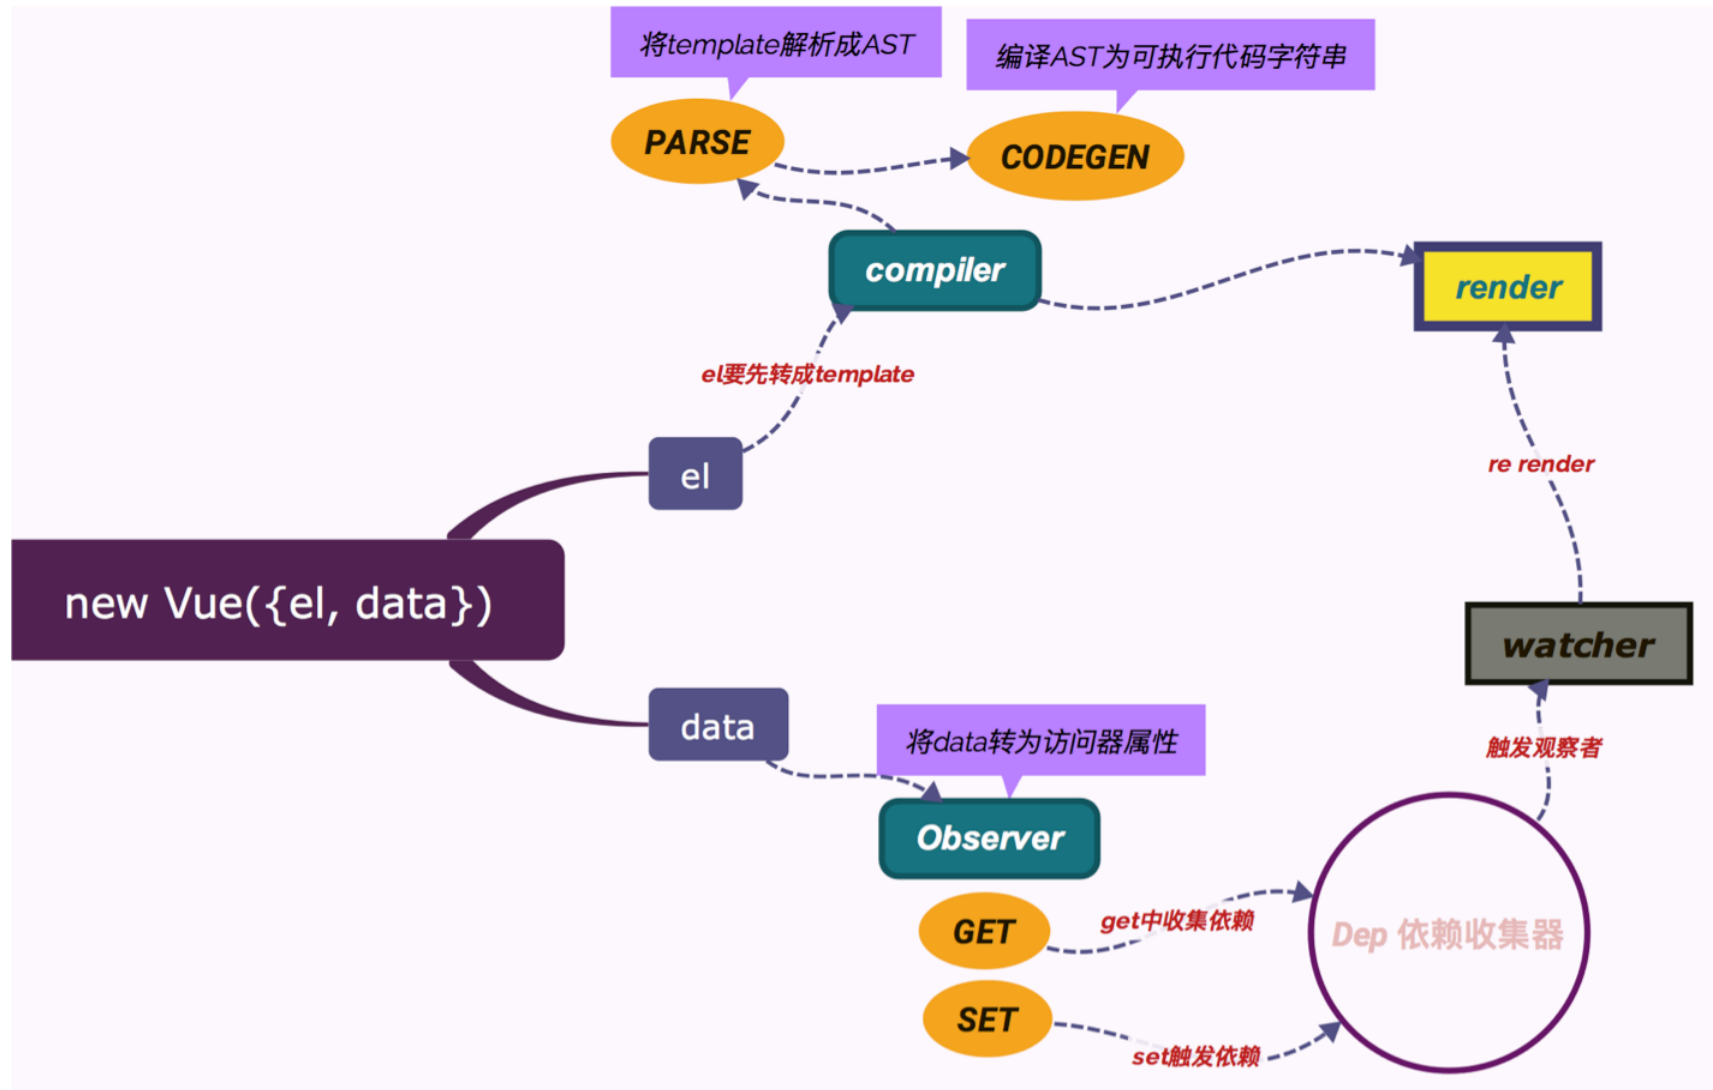 将template解析成AST
编译AST为可执行代码字符串
PARSE
CODEGEN
compiler
render
el要先转成template
re render
el
new Vue({el, data})
watcher
data
将data转为访问器属性
触发观察者
Observer
GET
get中收集依赖
Dep 依赖收集器
SET
set触发依赖